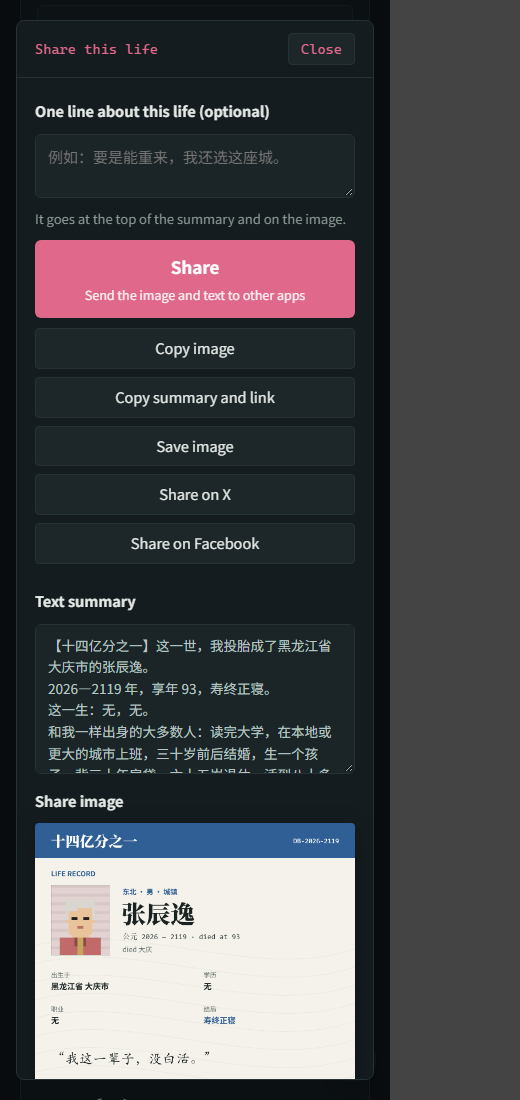 Share this life
Close
One line about this life (optional)
例如：要是能重来，我还选这座城。
It goes at the top of the summary and on the image.
Share
Send the image and text to other apps
Copy image
Copy summary and link
Save image
Share on X
Share on Facebook
Text summary
【十四亿分之一】这一世，我投胎成了黑龙江省
大庆市的张辰逸。
2026—2119 年，享年 93，寿终正寝。
这一生：无，无。
和我一样出身的大多数人：读完大学，在本地或
更大的城市上班，三十岁前后结婚，生一个孩
Share image
十四亿分之一
DB-2026-2119
LIFE RECORD
东北 · 男 · 城镇
张辰逸
公元 2026 — 2119 · died at 93
died 大庆
出生于
黑龙江省 大庆市
学历
无
职业
无
结局
寿终正寝
“我这一辈子，没白活。”